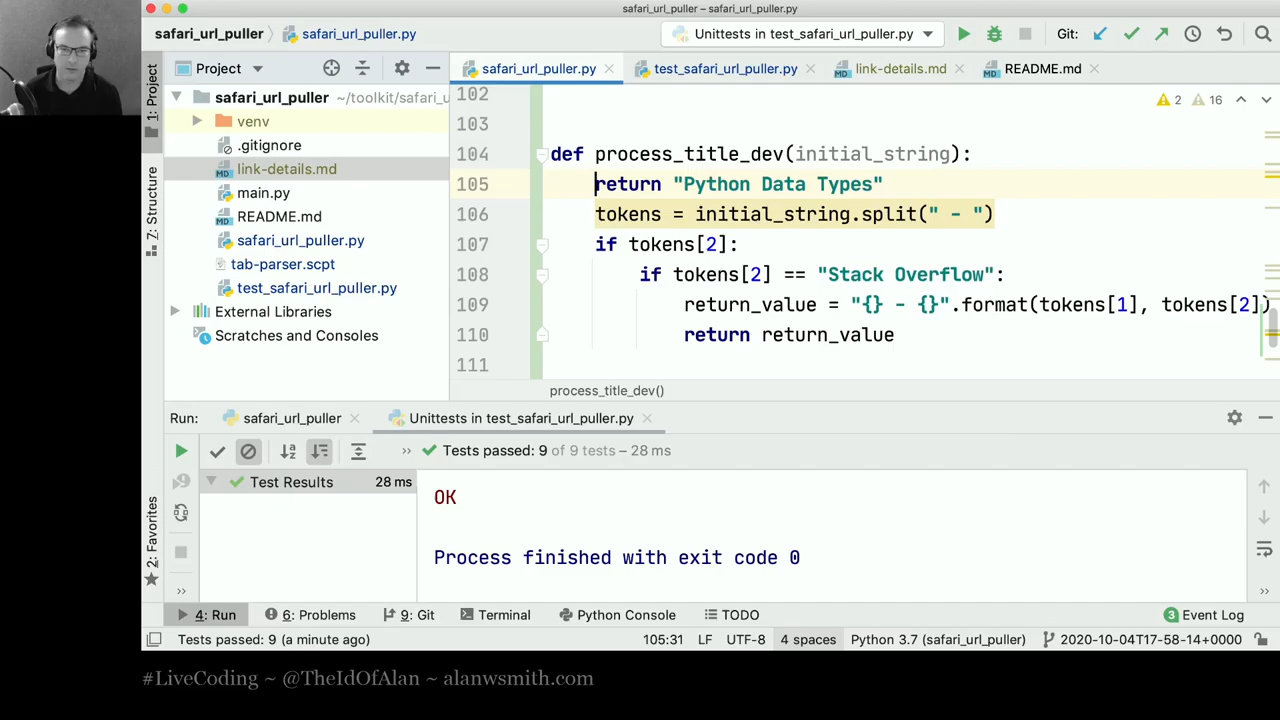 safari_url_puller – safari_url_puller.py
safari_url_puller safari_url_puller.py Unittests in test_safari_url_puller.py Git:
1: Project
7: Structure
2: Favorites
Project safari_url_puller.py test_safari_url_puller.py link-details.md README.md
safari_url_puller ~/toolkit/safari_u
venv
.gitignore
link-details.md
main.py
README.md
safari_url_puller.py
tab-parser.scpt
test_safari_url_puller.py
External Libraries
Scratches and Consoles
2 16
102
103
104 def process_title_dev(initial_string):
105 return "Python Data Types"
106 tokens = initial_string.split(" - ")
107 if tokens[2]:
108 if tokens[2] == "Stack Overflow":
109 return_value = "{} - {}".format(tokens[1], tokens[2])
110 return return_value
111
process_title_dev()
Run: safari_url_puller Unittests in test_safari_url_puller.py
Tests passed: 9 of 9 tests – 28 ms
Test Results 28 ms
OK
Process finished with exit code 0
4: Run 6: Problems 9: Git Terminal Python Console TODO 3 Event Log
Tests passed: 9 (a minute ago) 105:31 LF UTF-8 4 spaces Python 3.7 (safari_url_puller) 2020-10-04T17-58-14+0000
#LiveCoding ~ @TheIdOfAlan ~ alanwsmith.com